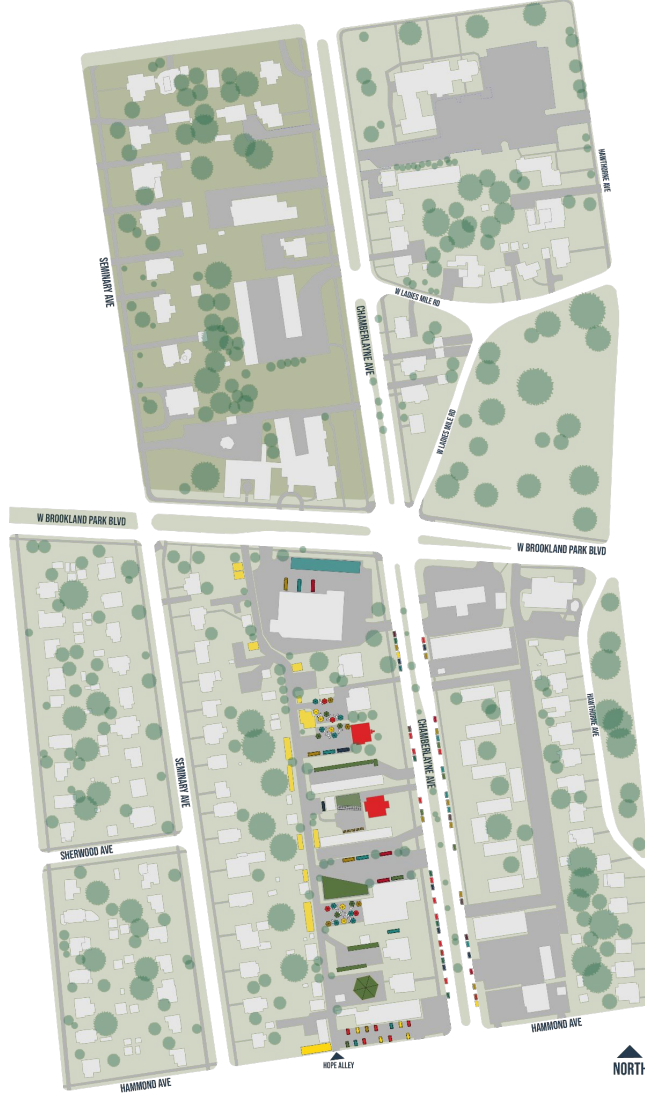 HAWTHORNE AVE
SEMINARY AVE
W LADIES MILE RD
CHAMBERLAYNE AVE
W LADIES MILE RD
W BROOKLAND PARK BLVD
W BROOKLAND PARK BLVD
HAWTHORNE AVE
CHAMBERLAYNE AVE
SEMINARY AVE
SHERWOOD AVE
HAMMOND AVE
HOPE ALLEY
NORTH
HAMMOND AVE